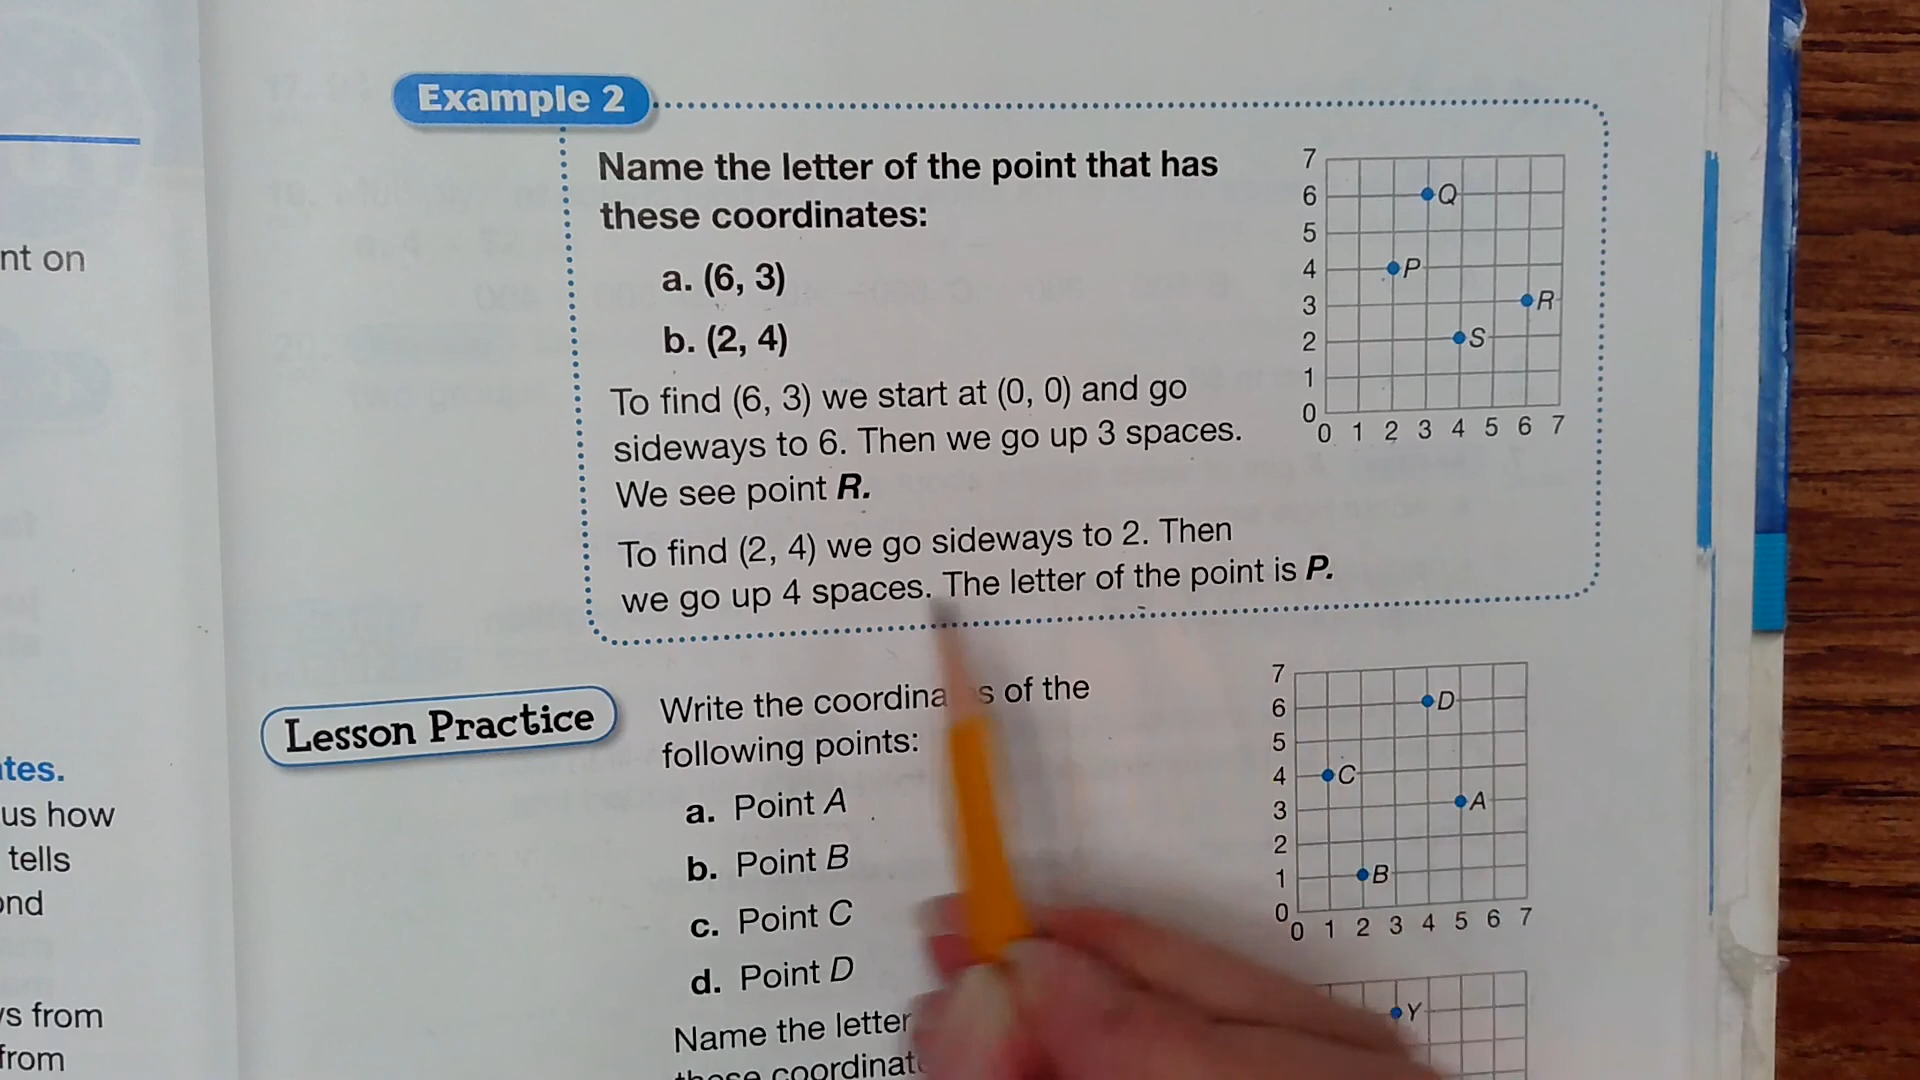 Example 2
Name the letter of the point that has
these coordinates:
a. (6, 3)
b. (2, 4)
To find (6, 3) we start at (0, 0) and go
sideways to 6. Then we go up 3 spaces.
We see point R.
To find (2, 4) we go sideways to 2. Then
we go up 4 spaces. The letter of the point is P.
7
6 Q
5
4 P
3 R
2 S
1
0
0 1 2 3 4 5 6 7
Lesson Practice
Write the of the
following points:
a. Point A
b. Point B
c. Point C
d. Point D
Name the letter
7
6 D
5
4 C
3 A
2
1 B
0
0 1 2 3 4 5 6 7
Y
nt on
tes.
us how
tells
ond
from
from